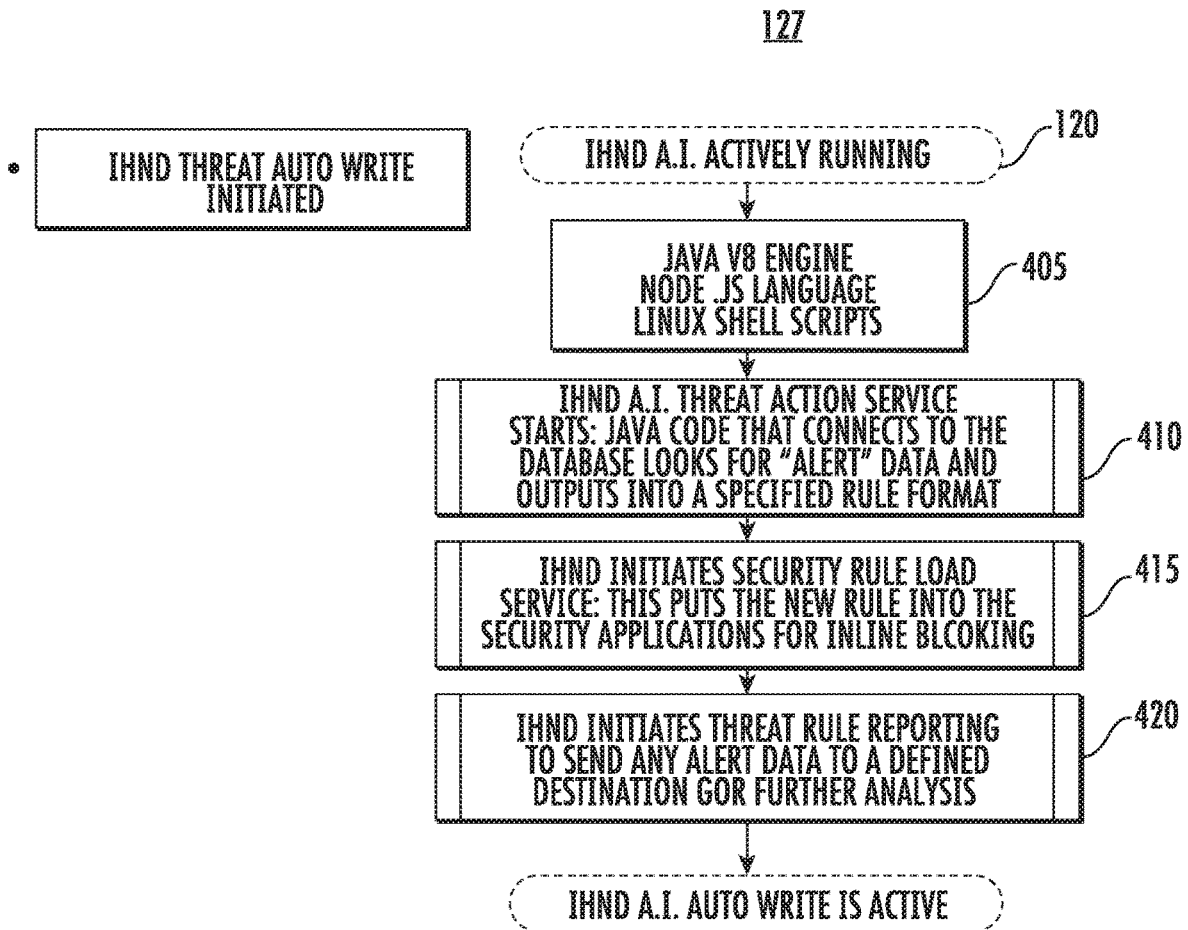 127
IHND THREAT AUTO WRITE
INITIATED
IHND A.I. ACTIVELY RUNNING
120
JAVA V8 ENGINE
NODE .JS LANGUAGE
LINUX SHELL SCRIPTS
405
IHND A.I. THREAT ACTION SERVICE
STARTS: JAVA CODE THAT CONNECTS TO THE
DATABASE LOOKS FOR “ALERT” DATA AND
OUTPUTS INTO A SPECIFIED RULE FORMAT
410
IHND INITIATES SECURITY RULE LOAD
SERVICE: THIS PUTS THE NEW RULE INTO THE
SECURITY APPLICATIONS FOR INLINE BLCOKING
415
IHND INITIATES THREAT RULE REPORTING
TO SEND ANY ALERT DATA TO A DEFINED
DESTINATION GOR FURTHER ANALYSIS
420
IHND A.I. AUTO WRITE IS ACTIVE